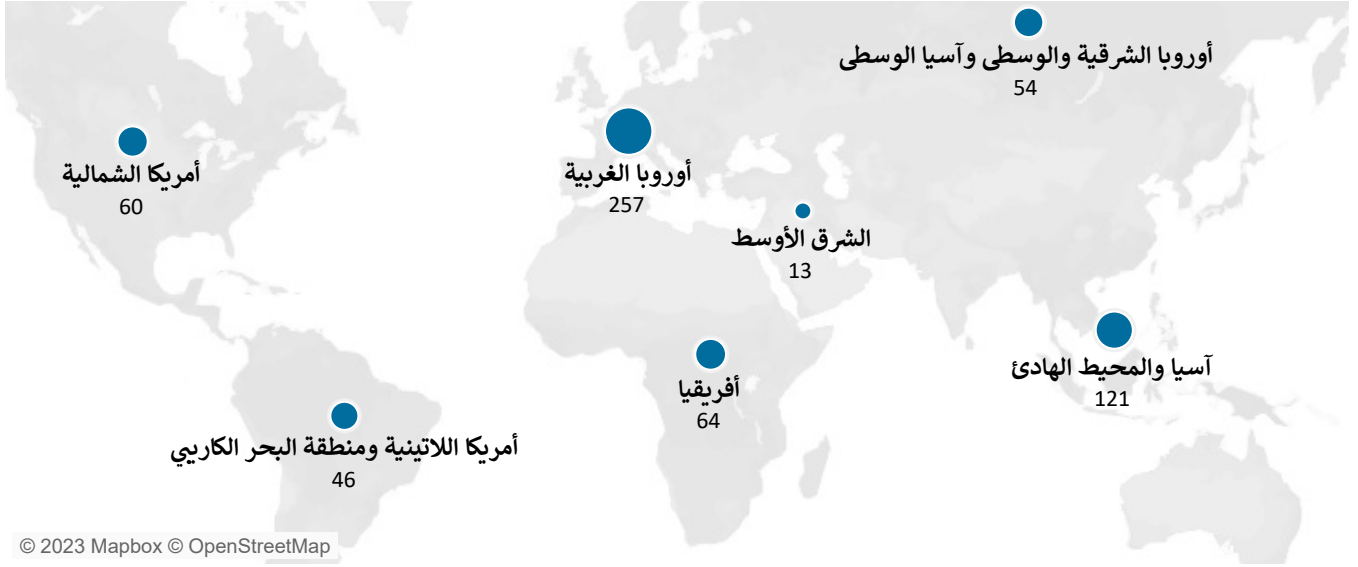 أوروبا الشرقية والوسطى وآسيا الوسطى
54
أمريكا الشمالية
60
أوروبا الغربية
257
الشرق الأوسط
13
آسيا والمحيط الهادئ
121
أفريقيا
64
أمريكا اللاتينية ومنطقة البحر الكاريبي
46
© 2023 Mapbox © OpenStreetMap